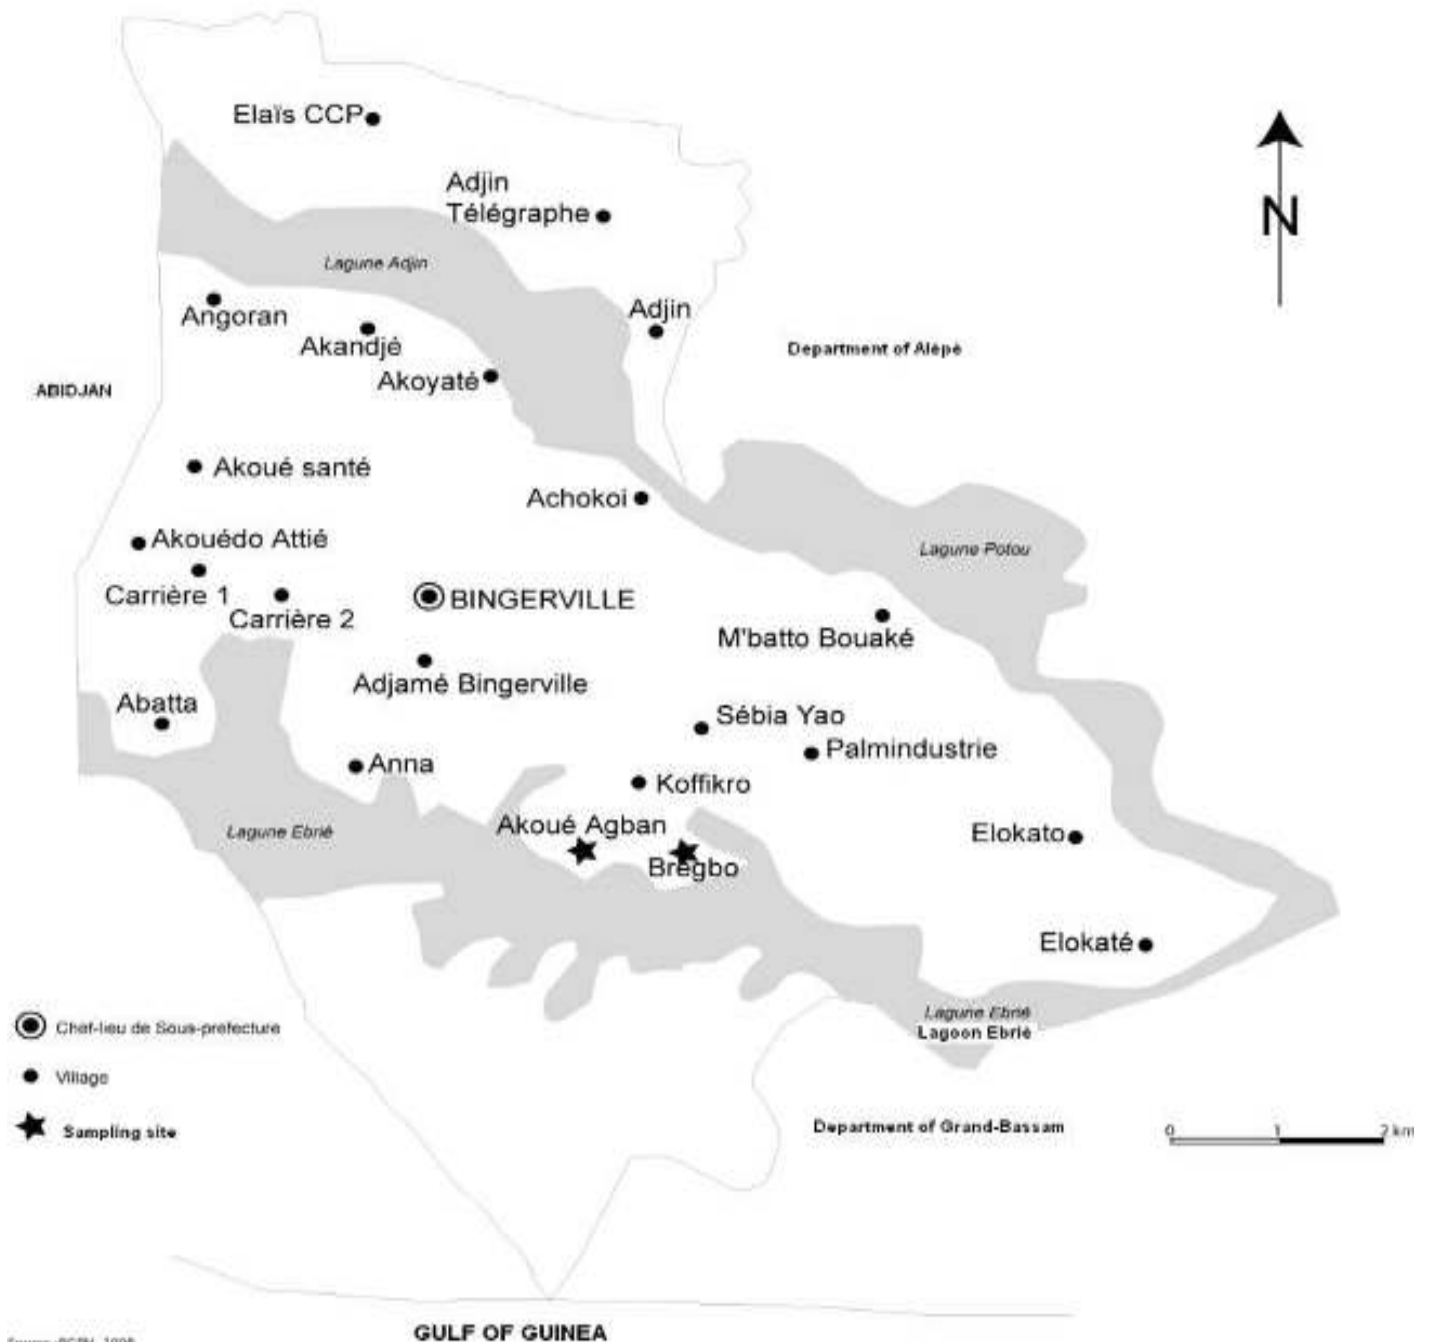 Elaïs CCP
Adjin
Télégraphe
N
Lagune Adjin
Angoran
Adjin
Akandjé
Department of Alépé
Akoyaté
ABIDJAN
Akoué santé
Achokoi
Akouédo Attié
Lagune Potou
Carrière 1
BINGERVILLE
Carrière 2
M'batto Bouaké
Adjamé Bingerville
Abatta
Sébia Yao
Palmindustrie
Anna
Koffikro
Akoué Agban
Lagune Ebrié
Elokato
Bregbo
Elokaté
Lagune Ebrié
Lagoon Ebrié
Chef-lieu de Sous-prefecture
Village
Sampling site
Department of Grand-Bassam
0 1 2 km
GULF OF GUINEA